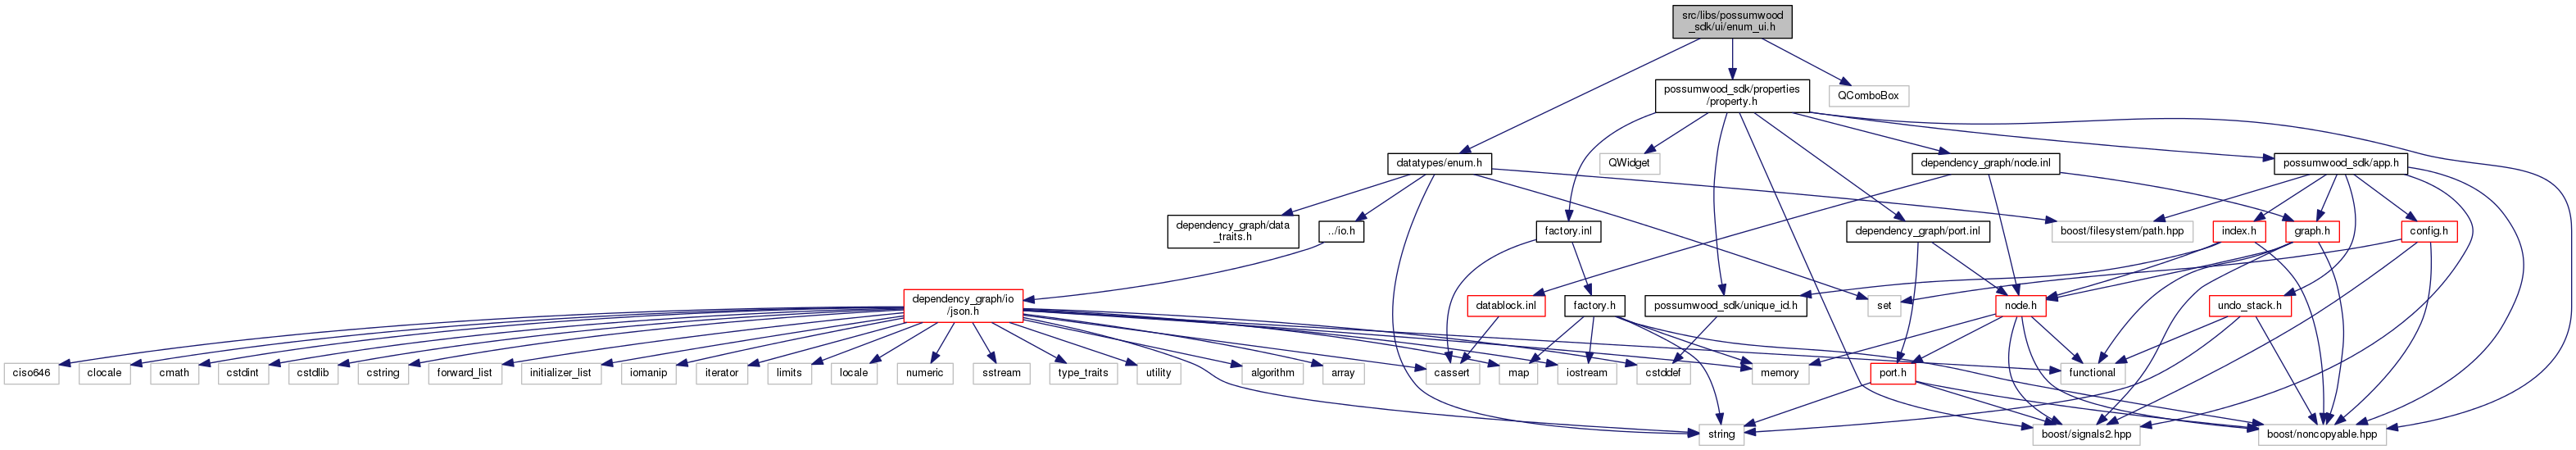 src/libs/possumwood
_sdk/ui/enum_ui.h
possumwood_sdk/properties
/property.h
QComboBox
datatypes/enum.h
QWidget
dependency_graph/node.inl
possumwood_sdk/app.h
dependency_graph/data
_traits.h
../io.h
factory.inl
dependency_graph/port.inl
boost/filesystem/path.hpp
index.h
graph.h
config.h
dependency_graph/io
/json.h
datablock.inl
factory.h
possumwood_sdk/unique_id.h
set
node.h
undo_stack.h
ciso646
clocale
cmath
cstdint
cstdlib
cstring
forward_list
initializer_list
iomanip
iterator
limits
locale
numeric
sstream
type_traits
utility
algorithm
array
cassert
map
iostream
cstddef
memory
port.h
functional
string
boost/signals2.hpp
boost/noncopyable.hpp